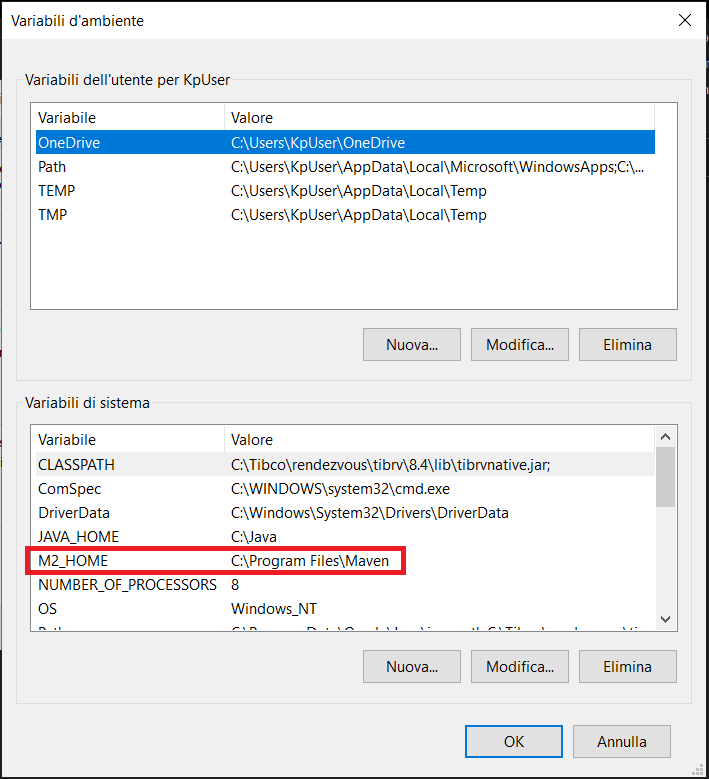 Variabili d'ambiente
Variabili dell'utente per KpUser
Variabile Valore
OneDrive C:\Users\KpUser\OneDrive
Path C:\Users\KpUser\AppData\Local\Microsoft\WindowsApps;C:\...
TEMP C:\Users\KpUser\AppData\Local\Temp
TMP C:\Users\KpUser\AppData\Local\Temp
Nuova... Modifica... Elimina
Variabili di sistema
Variabile Valore
CLASSPATH C:\Tibco\rendezvous\tibrv\8.4\lib\tibrvnative.jar;
ComSpec C:\WINDOWS\system32\cmd.exe
DriverData C:\Windows\System32\Drivers\DriverData
JAVA_HOME C:\Java
M2_HOME C:\Program Files\Maven
NUMBER_OF_PROCESSORS 8
OS Windows_NT
Nuova... Modifica... Elimina
OK Annulla